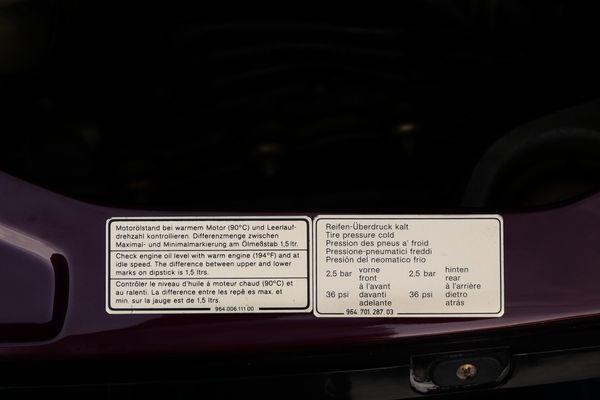 Motorölstand bei warmem Motor (90°C) und Leerlauf-
drehzahl kontrollieren. Differenzmenge zwischen
Maximal- und Minimalmarkierung am Ölmeßstab 1,5 ltr.
Check engine oil level with warm engine (194°F) and at
idle speed. The difference between upper and lower
marks on dipstick is 1,5 ltrs.
Contrôler le niveau d'huile à moteur chaud (90°C) et
au ralenti. La difference entre les repê es max. et
min. sur la jauge est de 1,5 ltrs.
964.006.111.00
Reifen-Überdruck kalt
Tire pressure cold
Pression des pneus a' froid
Pressione-pneumatici freddi
Presión del neomatico frio
2,5 bar vorne 2,5 bar hinten
front rear
à l'avant à l'arrière
36 psi davanti 36 psi dietro
adelante atrás
964 701 287 03